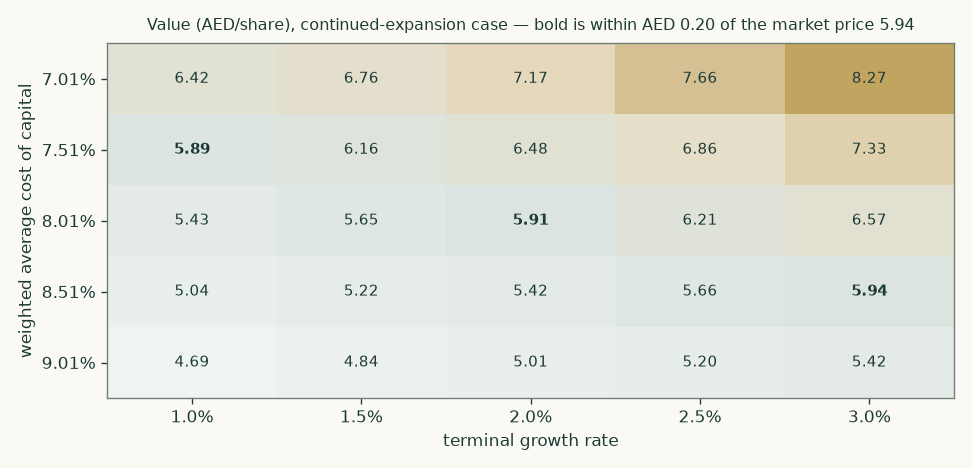 Value (AED/share), continued-expansion case — bold is within AED 0.20 of the market price 5.94
weighted average cost of capital
7.01% 6.42 6.76 7.17 7.66 8.27
7.51% 5.89 6.16 6.48 6.86 7.33
8.01% 5.43 5.65 5.91 6.21 6.57
8.51% 5.04 5.22 5.42 5.66 5.94
9.01% 4.69 4.84 5.01 5.20 5.42
1.0% 1.5% 2.0% 2.5% 3.0%
terminal growth rate